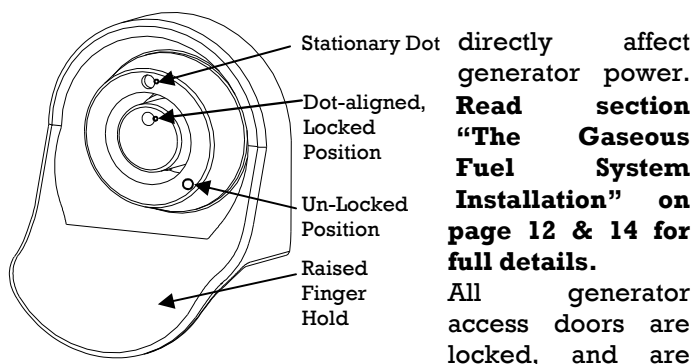 Stationary Dot
Dot-aligned,
Locked
Position
Un-Locked
Position
Raised
Finger
Hold
directly affect
generator power.
Read section
“The Gaseous
Fuel System
Installation” on
page 12 & 14 for
full details.
All generator
access doors are
locked, and are